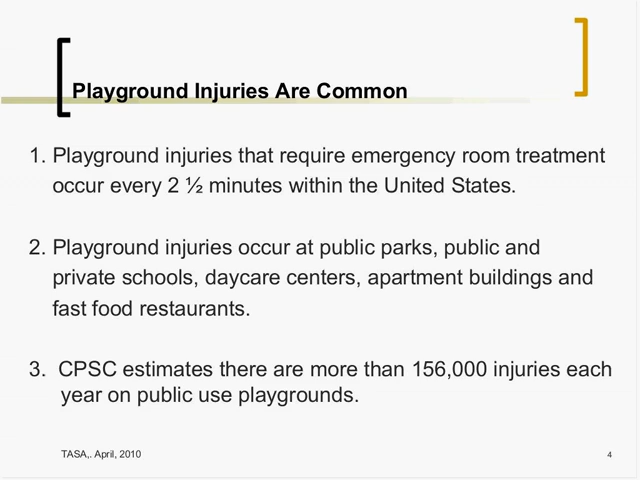 Playground Injuries Are Common
1. Playground injuries that require emergency room treatment
occur every 2 ½ minutes within the United States.
2. Playground injuries occur at public parks, public and
private schools, daycare centers, apartment buildings and
fast food restaurants.
3. CPSC estimates there are more than 156,000 injuries each
year on public use playgrounds.
TASA,. April, 2010
4